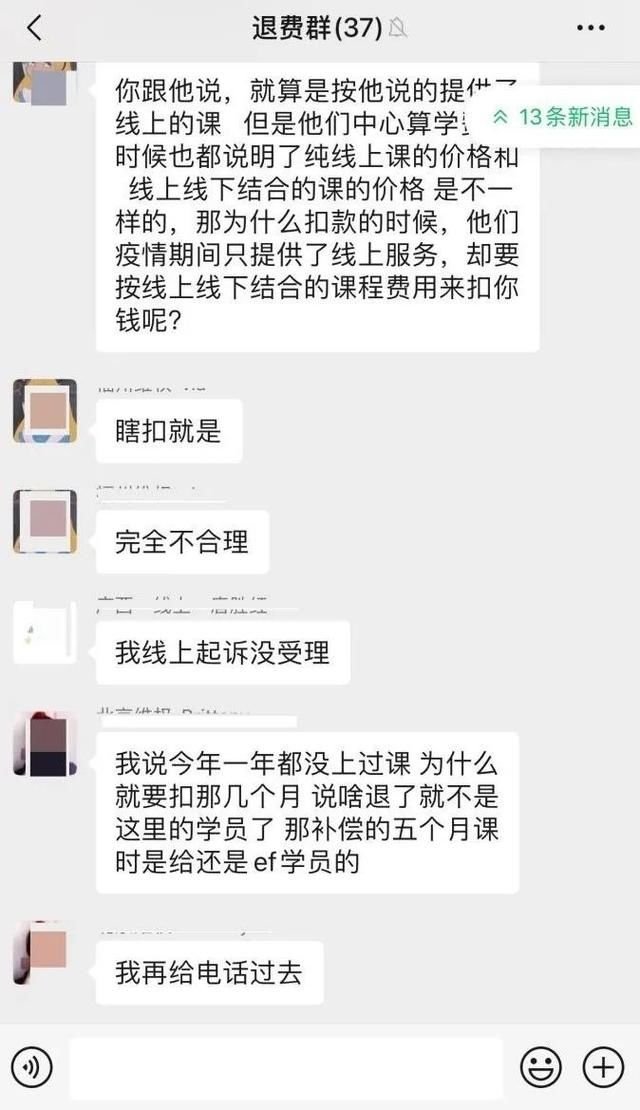 退费群(37)
你跟他说，就算是按他说的提供了
13条新消息
线上的课 但是他们中心算学
时候也都说明了纯线上课的价格和
线上线下结合的课的价格 是不一
样的，那为什么扣款的时候，他们
疫情期间只提供了线上服务，却要
按线上线下结合的课程费用来扣你
钱呢？
瞎扣就是
完全不合理
我线上起诉没受理
我说今年一年都没上过课 为什么
就要扣那几个月 说啥退了就不是
这里的学员了 那补偿的五个月课
时是给还是ef学员的
我再给电话过去